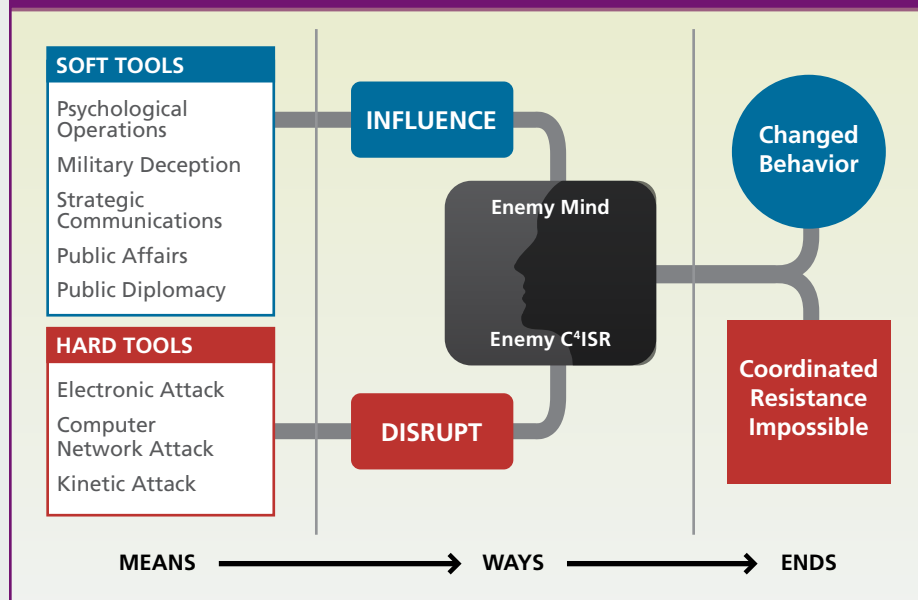 SOFT TOOLS
Psychological
Operations
Military Deception
Strategic
Communications
Public Affairs
Public Diplomacy
HARD TOOLS
Electronic Attack
Computer
Network Attack
Kinetic Attack
INFLUENCE
Enemy Mind
Enemy C⁴ISR
DISRUPT
Changed
Behavior
Coordinated
Resistance
Impossible
MEANS
WAYS
ENDS